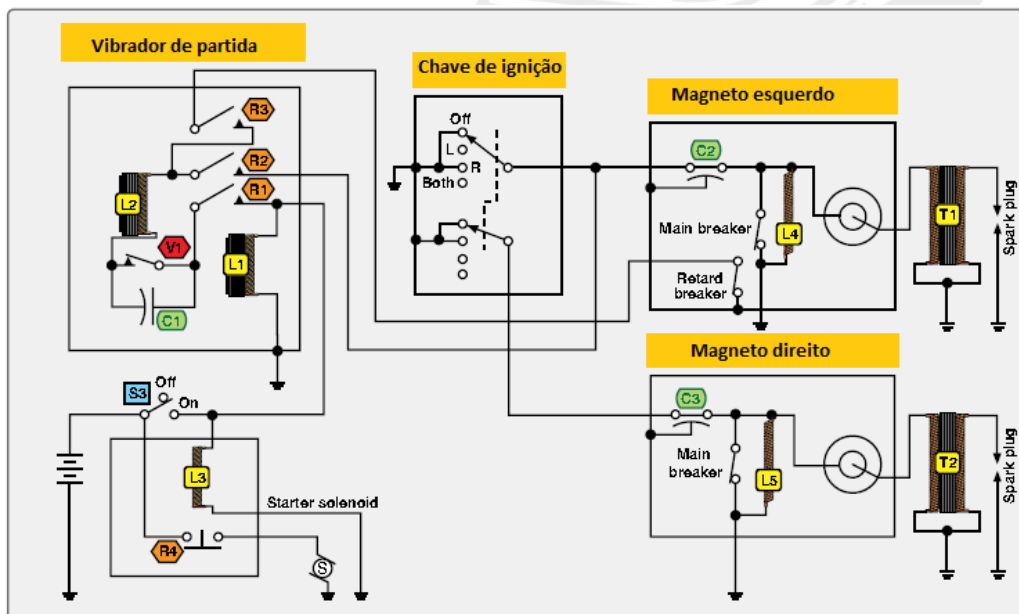 Vibrador de partida
Chave de ignição
Magneto esquerdo
R3
R2
R1
L2
V1
L1
C1
Off
L
R
Both
C2
Main breaker
L4
Retard
breaker
T1
Spark plug
Magneto direito
C3
Main
breaker
L5
T2
Spark plug
S3
Off
On
L3
Starter solenoid
R4
S